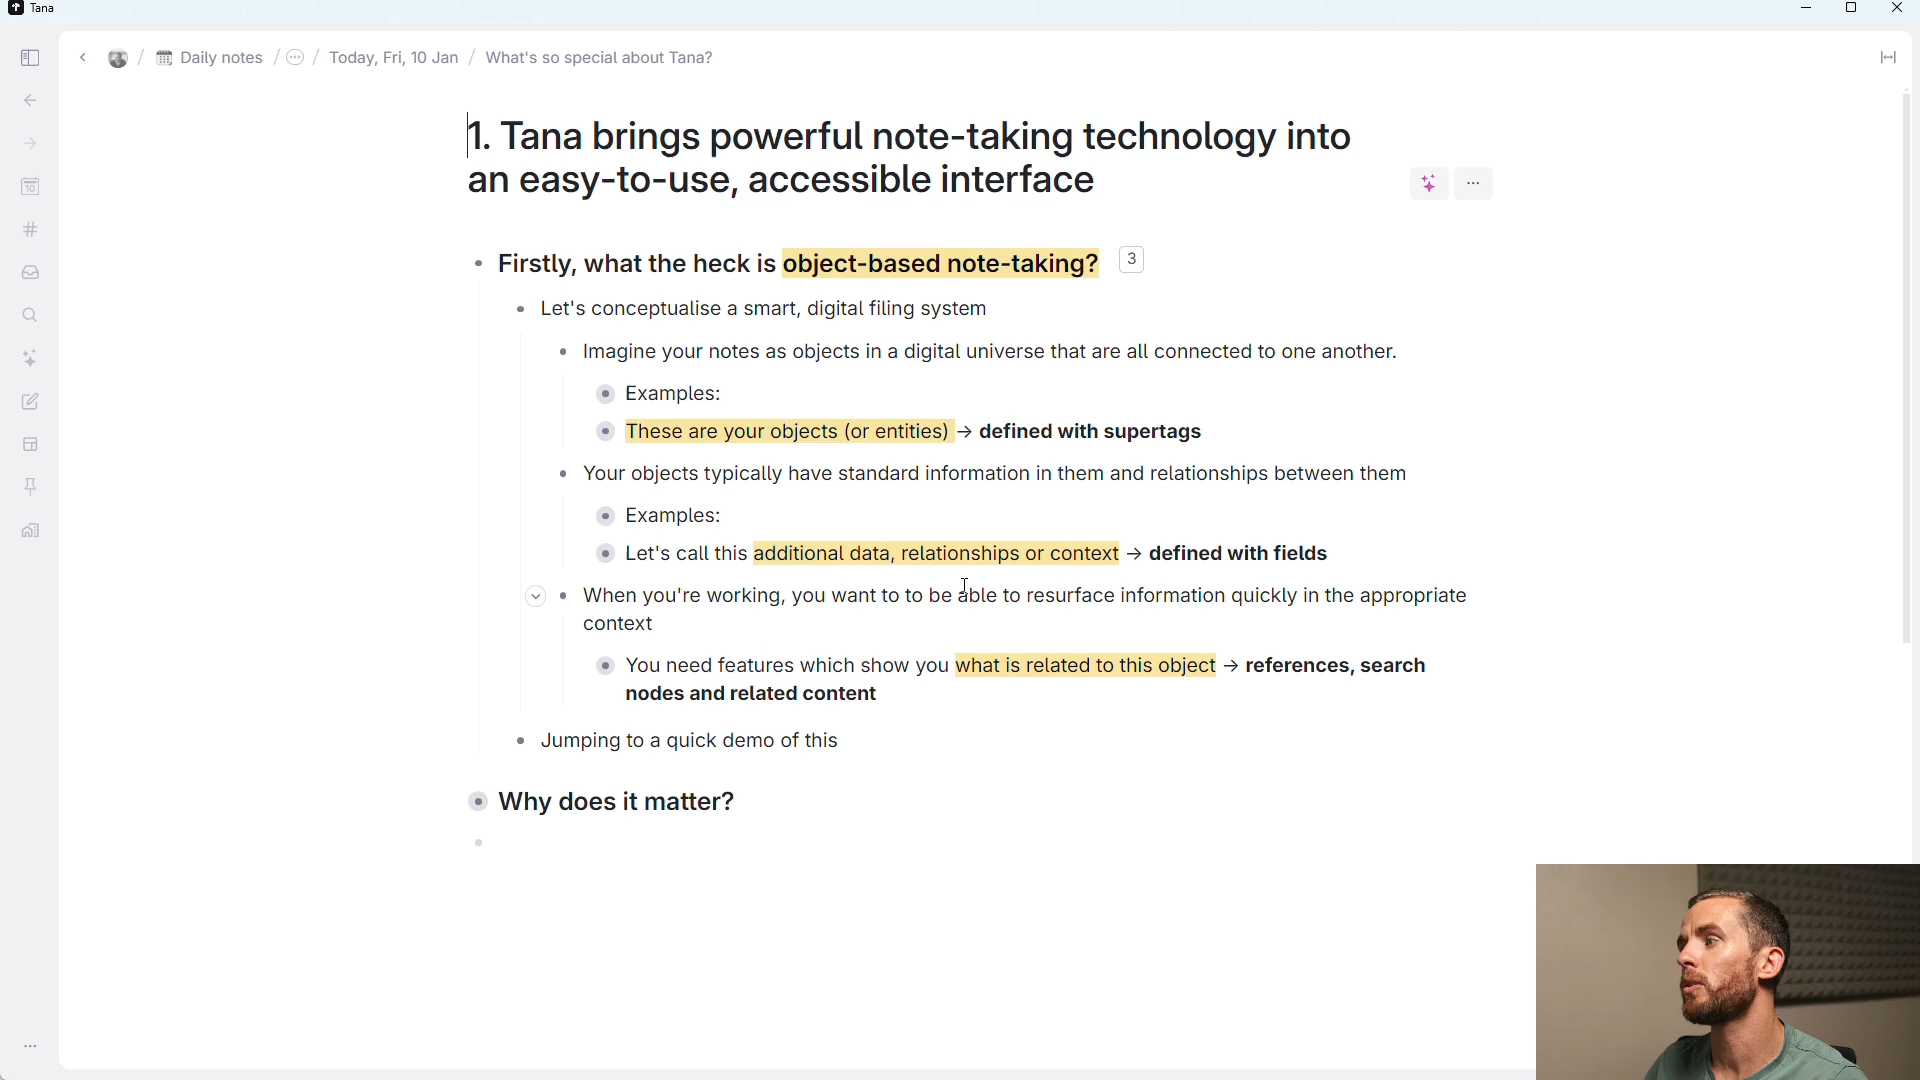 Tana
/ Daily notes / / Today, Fri, 10 Jan / What's so special about Tana?
10
1. Tana brings powerful note-taking technology into
an easy-to-use, accessible interface
Firstly, what the heck is object-based note-taking? 3
Let's conceptualise a smart, digital filing system
Imagine your notes as objects in a digital universe that are all connected to one another.
Examples:
These are your objects (or entities) → defined with supertags
Your objects typically have standard information in them and relationships between them
Examples:
Let's call this additional data, relationships or context → defined with fields
When you're working, you want to to be able to resurface information quickly in the appropriate
context
You need features which show you what is related to this object → references, search
nodes and related content
Jumping to a quick demo of this
Why does it matter?